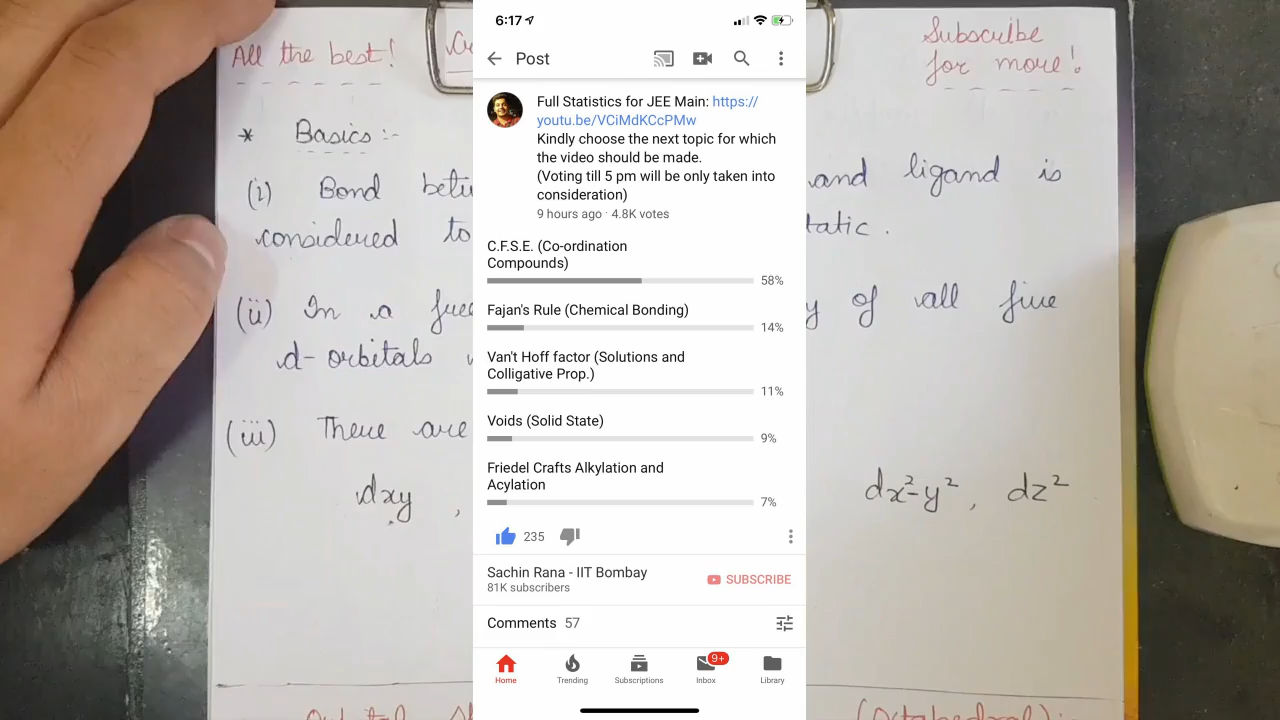 All the best!
Subscribe
for more!
* Basics :-
(i) Bond
and ligand is
considered to
tatic.
(ii) In a free
of all five
d-orbitals
(iii) There are
dxy ,
dx²-y² , dz²
(Octahedral):
6:17
Post
Full Statistics for JEE Main: https://
youtu.be/VCiMdKCcPMw
Kindly choose the next topic for which
the video should be made.
(Voting till 5 pm will be only taken into
consideration)
9 hours ago · 4.8K votes
C.F.S.E. (Co-ordination
Compounds)
58%
Fajan's Rule (Chemical Bonding)
14%
Van't Hoff factor (Solutions and
Colligative Prop.)
11%
Voids (Solid State)
9%
Friedel Crafts Alkylation and
Acylation
7%
235
Sachin Rana - IIT Bombay
SUBSCRIBE
81K subscribers
Comments 57
9+
Home Trending Subscriptions Inbox Library